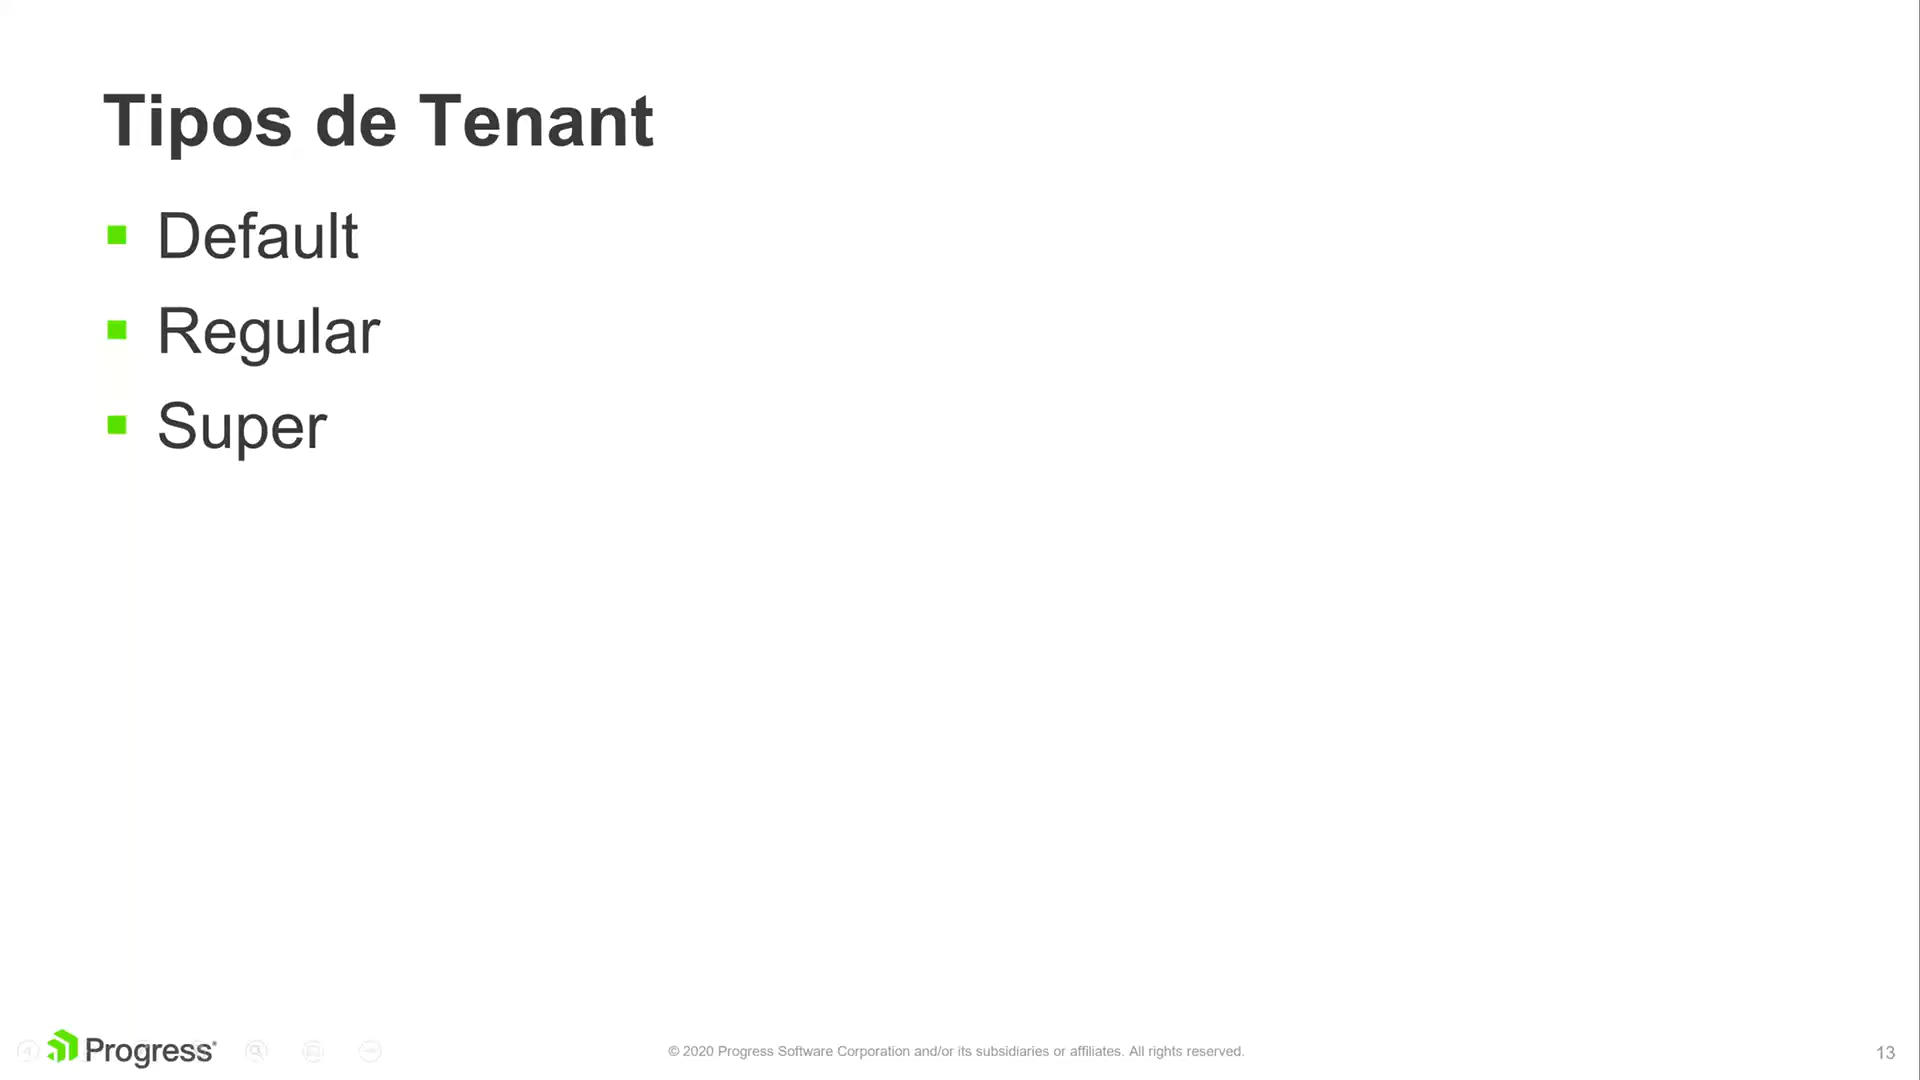 Tipos de Tenant
Default
Regular
Super
Progress
© 2020 Progress Software Corporation and/or its subsidiaries or affiliates. All rights reserved.
13